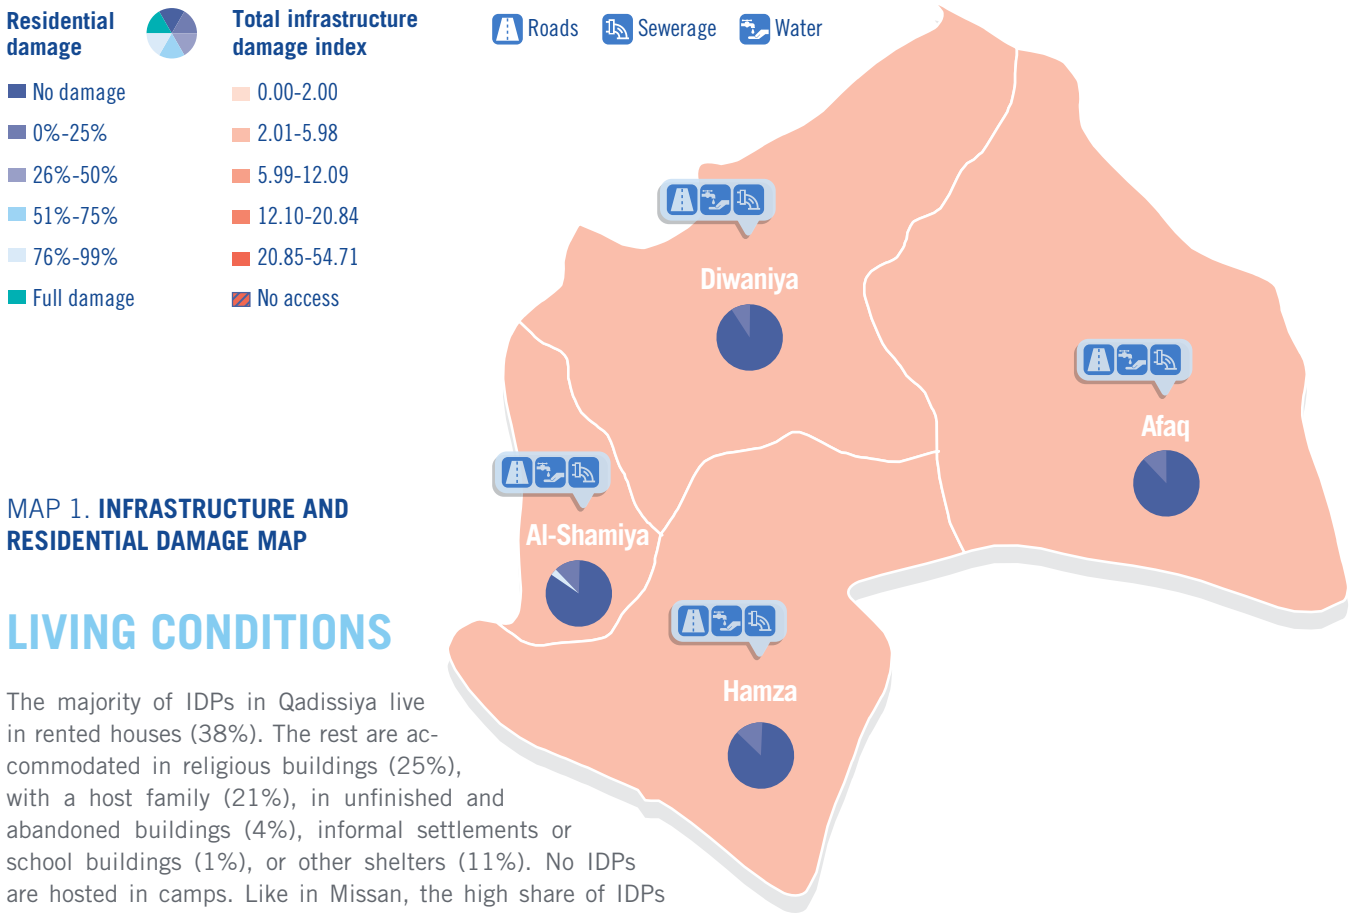 Residential
damage
No damage
0%-25%
26%-50%
51%-75%
76%-99%
Full damage
Total infrastructure
damage index
0.00-2.00
2.01-5.98
5.99-12.09
12.10-20.84
20.85-54.71
No access
Roads
Sewerage
Water
Diwaniya
Afaq
Al-Shamiya
Hamza
MAP 1. INFRASTRUCTURE AND
RESIDENTIAL DAMAGE MAP
LIVING CONDITIONS
The majority of IDPs in Qadissiya live
in rented houses (38%). The rest are ac-
commodated in religious buildings (25%),
with a host family (21%), in unfinished and
abandoned buildings (4%), informal settlements or
school buildings (1%), or other shelters (11%). No IDPs
are hosted in camps. Like in Missan, the high share of IDPs